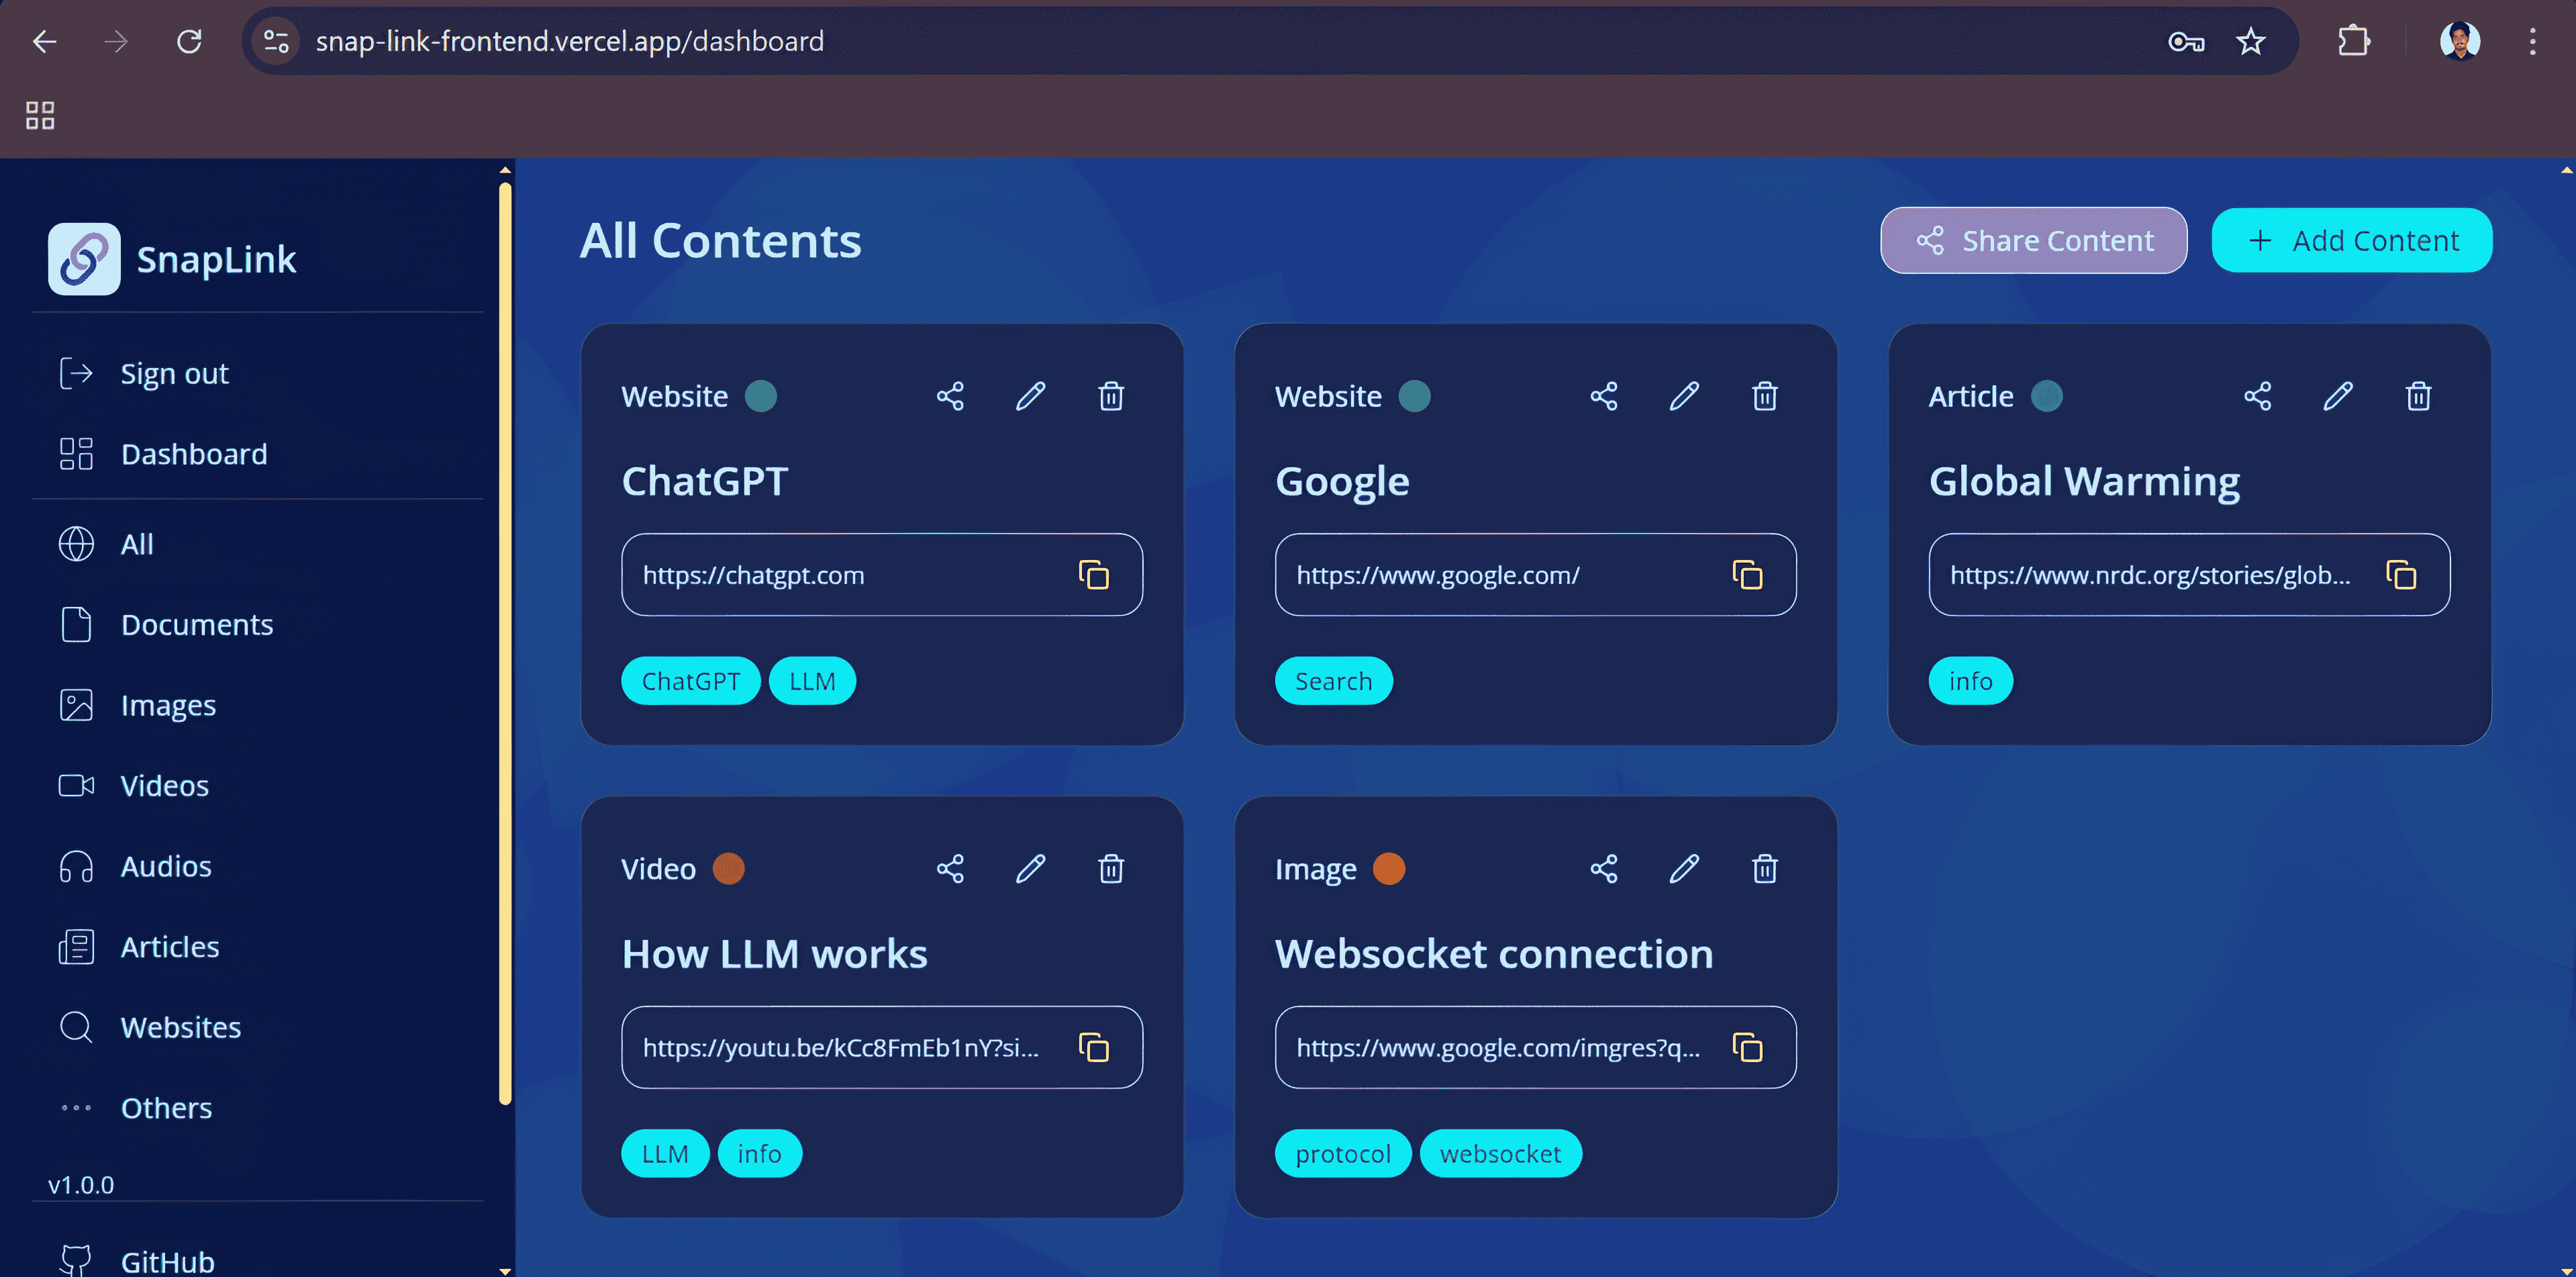 snap-link-frontend.vercel.app/dashboard
SnapLink
Sign out
Dashboard
All
Documents
Images
Videos
Audios
Articles
Websites
Others
v1.0.0
GitHub
All Contents
Share Content
Add Content
Website
ChatGPT
https://chatgpt.com
ChatGPT LLM
Website
Google
https://www.google.com/
Search
Article
Global Warming
https://www.nrdc.org/stories/glob...
info
Video
How LLM works
https://youtu.be/kCc8FmEb1nY?si...
LLM info
Image
Websocket connection
https://www.google.com/imgres?q...
protocol websocket